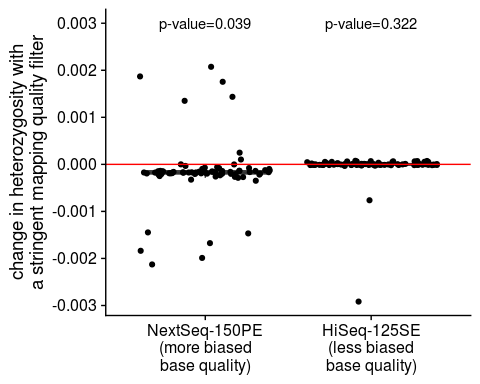 change in heterozygosity with
a stringent mapping quality filter
0.003
0.002
0.001
0.000
-0.001
-0.002
-0.003
p-value=0.039
p-value=0.322
NextSeq-150PE
(more biased
base quality)
HiSeq-125SE
(less biased
base quality)